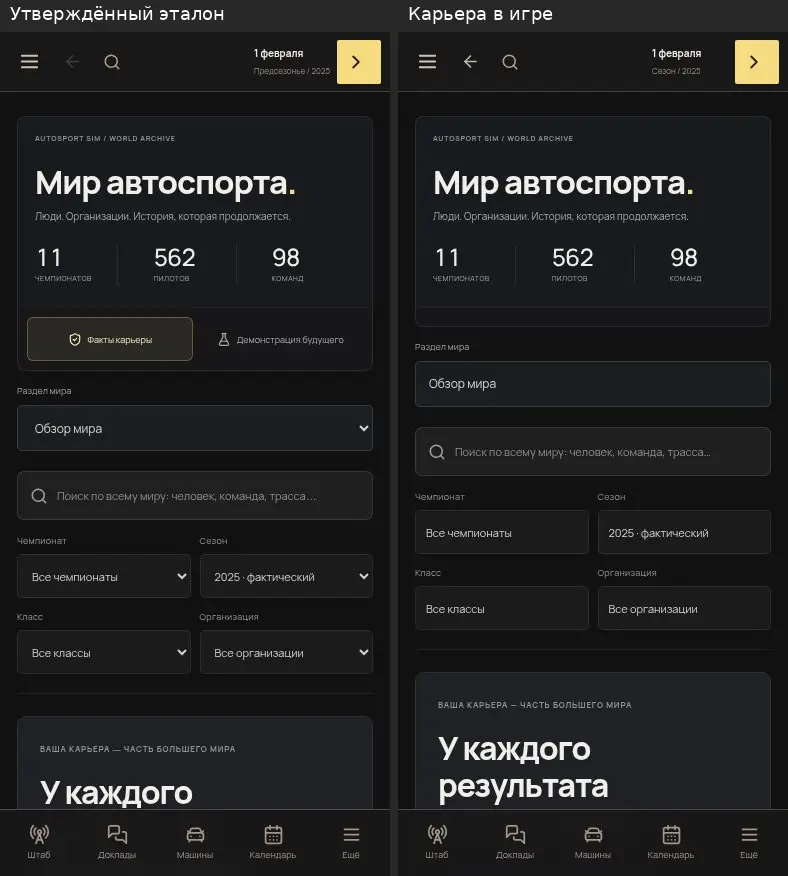 Утверждённый эталон
1 февраля
Предсезонье / 2025
AUTOSPORT SIM / WORLD ARCHIVE
Мир автоспорта.
Люди. Организации. История, которая продолжается.
11 562 98
ЧЕМПИОНАТОВ ПИЛОТОВ КОМАНД
Факты карьеры Демонстрация будущего
Раздел мира
Обзор мира
Поиск по всему миру: человек, команда, трасса...
Чемпионат Сезон
Все чемпионаты 2025 · фактический
Класс Организация
Все классы Все организации
ВАША КАРЬЕРА — ЧАСТЬ БОЛЬШЕГО МИРА
У каждого
Штаб Доклады Машины Календарь Ещё
Карьера в игре
1 февраля
Сезон / 2025
AUTOSPORT SIM / WORLD ARCHIVE
Мир автоспорта.
Люди. Организации. История, которая продолжается.
11 562 98
ЧЕМПИОНАТОВ ПИЛОТОВ КОМАНД
Раздел мира
Обзор мира
Поиск по всему миру: человек, команда, трасса...
Чемпионат Сезон
Все чемпионаты 2025 · фактический
Класс Организация
Все классы Все организации
ВАША КАРЬЕРА — ЧАСТЬ БОЛЬШЕГО МИРА
У каждого
результата
Штаб Доклады Машины Календарь Ещё